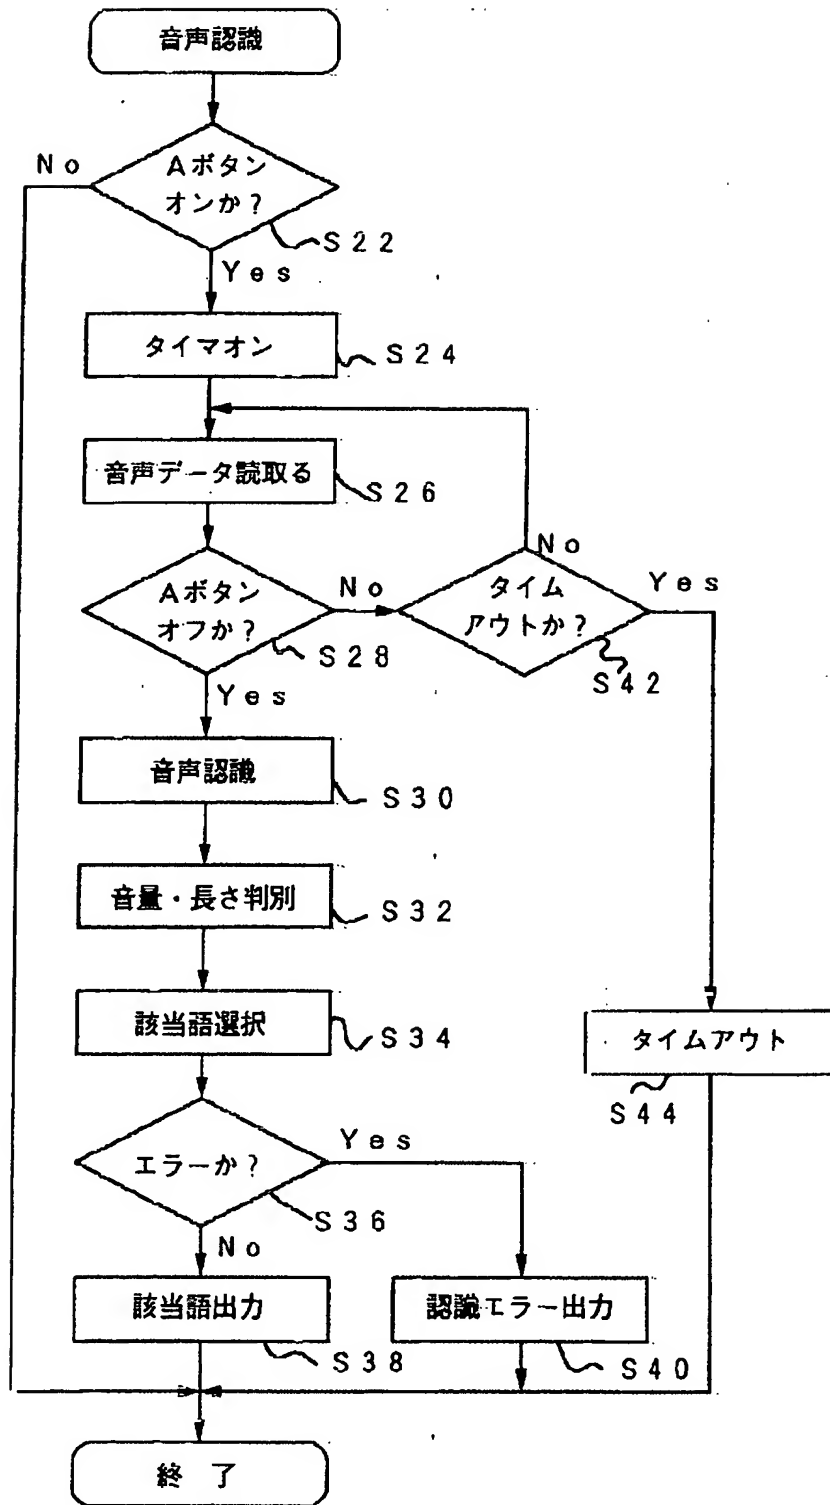 音声認識
No
Aボタン
オンか？
S22
Yes
タイマオン
S24
音声データ読取る
S26
Aボタン
オフか？
S28
No
タイム
アウトか？
S42
No
Yes
Yes
音声認識
S30
音量・長さ判別
S32
該当語選択
S34
タイムアウト
S44
エラーか？
S36
Yes
No
該当語出力
S38
認識エラー出力
S40
終了